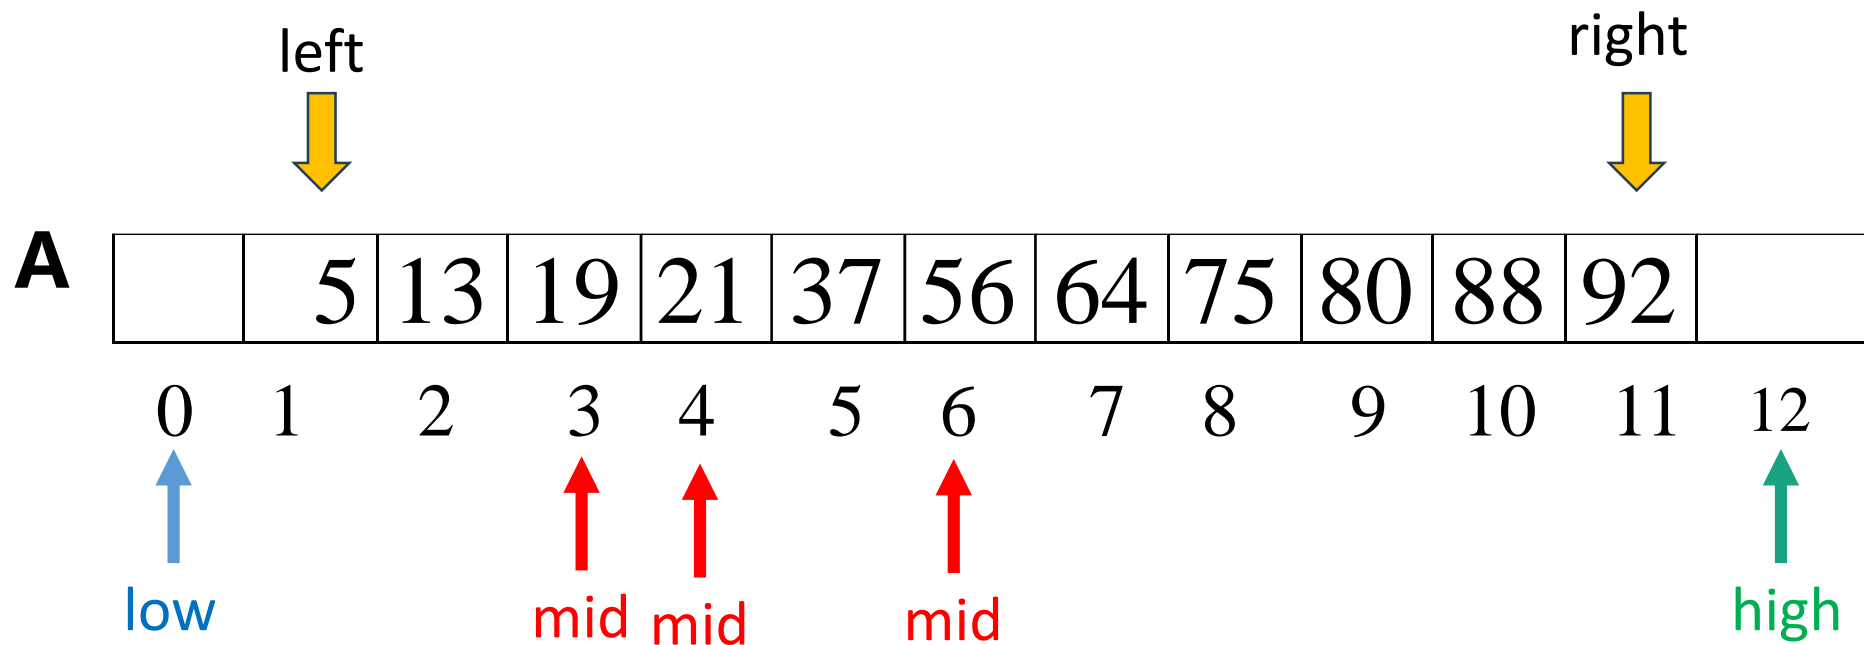 left right
A 5 13 19 21 37 56 64 75 80 88 92
0 1 2 3 4 5 6 7 8 9 10 11 12
low mid mid mid high